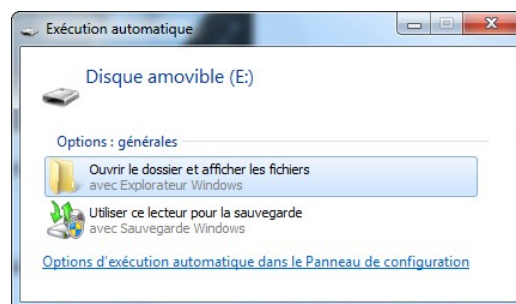 Exécution automatique
Disque amovible (E:)
Options : générales
Ouvrir le dossier et afficher les fichiers
avec Explorateur Windows
Utiliser ce lecteur pour la sauvegarde
avec Sauvegarde Windows
Options d'exécution automatique dans le Panneau de configuration